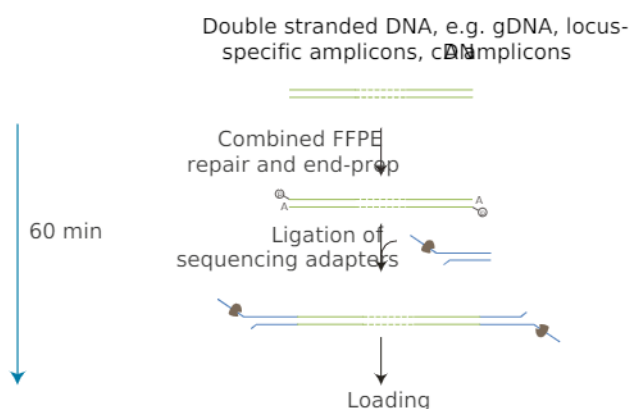 Double stranded DNA, e.g. gDNA, locus-
specific amplicons, cDNA amplicons
Combined FFPE
repair and end-prop
A
A
60 min
Ligation of
sequencing adapters
Loading